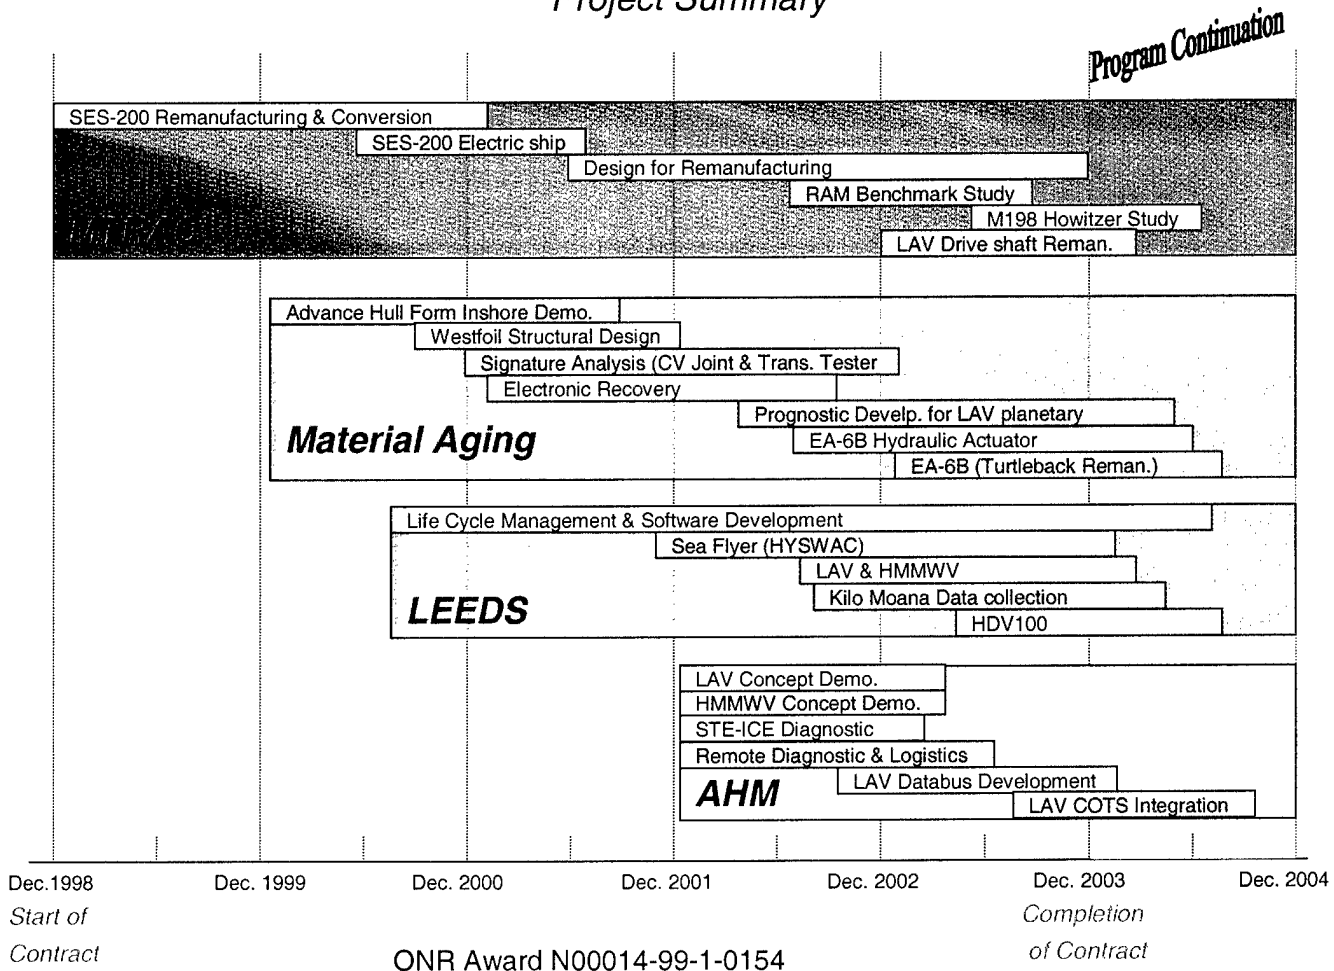 Project Summary
Program Continuation
SES-200 Remanufacturing & Conversion
SES-200 Electric ship
Design for Remanufacturing
RAM Benchmark Study
M198 Howitzer Study
LAV Drive shaft Reman.
Advance Hull Form Inshore Demo.
Westfoil Structural Design
Signature Analysis (CV Joint & Trans. Tester
Electronic Recovery
Prognostic Develp. for LAV planetary
Material Aging
EA-6B Hydraulic Actuator
EA-6B (Turtleback Reman.)
Life Cycle Management & Software Development
Sea Flyer (HYSWAC)
LAV & HMMWV
Kilo Moana Data collection
LEEDS
HDV100
LAV Concept Demo.
HMMWV Concept Demo.
STE-ICE Diagnostic
Remote Diagnostic & Logistics
LAV Databus Development
AHM
LAV COTS Integration
Dec.1998 Dec. 1999 Dec. 2000 Dec. 2001 Dec. 2002 Dec. 2003 Dec. 2004
Start of Completion
Contract of Contract
ONR Award N00014-99-1-0154